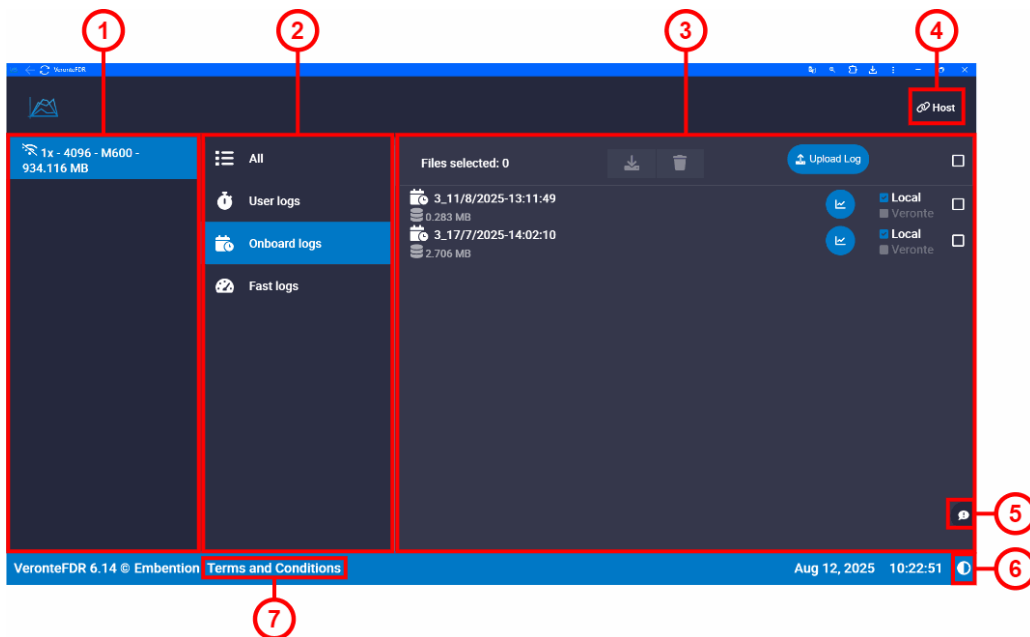 1
2
3
4
VeronteFDR
Host
1x - 4096 - M600 -
934.116 MB
All
User logs
Onboard logs
Fast logs
Files selected: 0
Upload Log
3_11/8/2025-13:11:49
0.283 MB
Local
Veronte
3_17/7/2025-14:02:10
2.706 MB
Local
Veronte
5
VeronteFDR 6.14 © Embention
Terms and Conditions
Aug 12, 2025
10:22:51
6
7